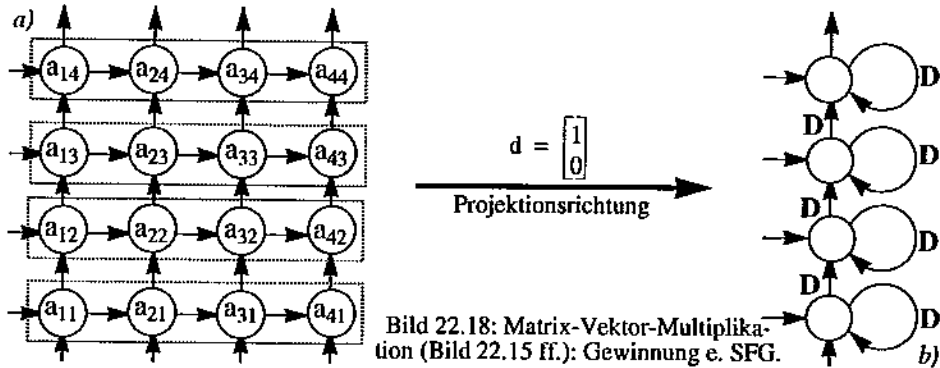 a)
a14 a24 a34 a44 D
a13 a23 a33 a43 D D
d = [1 0]
Projektionsrichtung
a12 a22 a32 a42 D D
a11 a21 a31 a41 D D
Bild 22.18: Matrix-Vektor-Multiplika-
tion (Bild 22.15 ff.): Gewinnung e. SFG.
b)